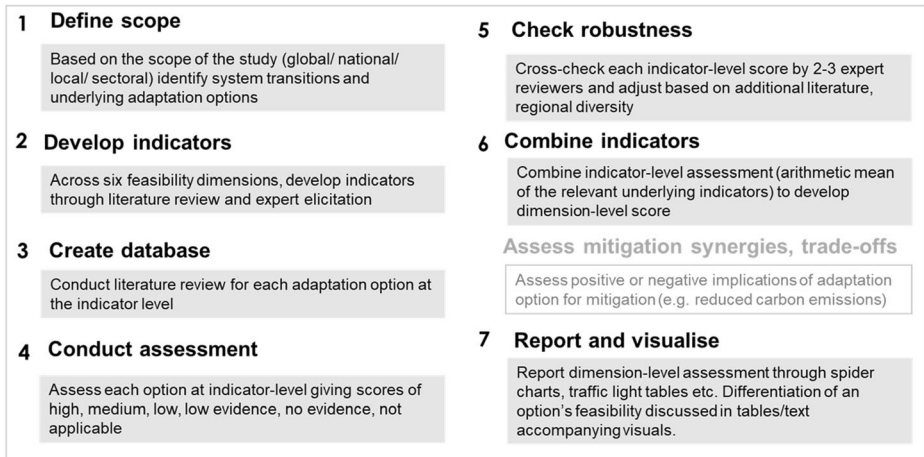 1 Define scope
Based on the scope of the study (global/ national/
local/ sectoral) identify system transitions and
underlying adaptation options
2 Develop indicators
Across six feasibility dimensions, develop indicators
through literature review and expert elicitation
3 Create database
Conduct literature review for each adaptation option at
the indicator level
4 Conduct assessment
Assess each option at indicator-level giving scores of
high, medium, low, low evidence, no evidence, not
applicable
5 Check robustness
Cross-check each indicator-level score by 2-3 expert
reviewers and adjust based on additional literature,
regional diversity
6 Combine indicators
Combine indicator-level assessment (arithmetic mean
of the relevant underlying indicators) to develop
dimension-level score
Assess mitigation synergies, trade-offs
Assess positive or negative implications of adaptation
option for mitigation (e.g. reduced carbon emissions)
7 Report and visualise
Report dimension-level assessment through spider
charts, traffic light tables etc. Differentiation of an
option's feasibility discussed in tables/text
accompanying visuals.